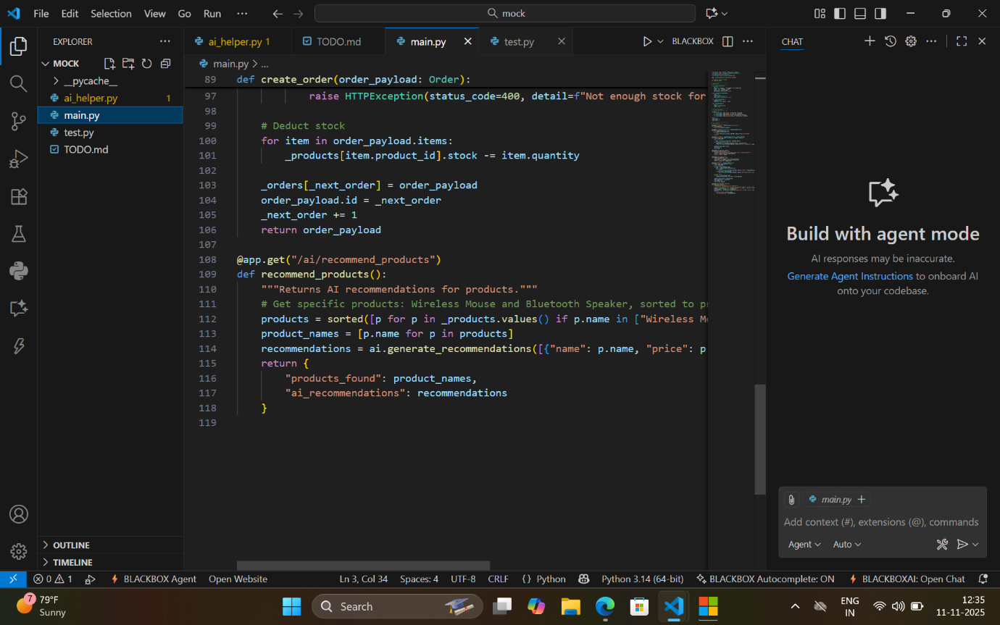 File Edit Selection View Go Run ··· mock
EXPLORER ···
MOCK
__pycache__
ai_helper.py 1
main.py
test.py
TODO.md
OUTLINE
TIMELINE
ai_helper.py 1 TODO.md main.py test.py BLACKBOX ···
main.py > ...
89 def create_order(order_payload: Order):
97 raise HTTPException(status_code=400, detail=f"Not enough stock for
98
99 # Deduct stock
100 for item in order_payload.items:
101 _products[item.product_id].stock -= item.quantity
102
103 _orders[_next_order] = order_payload
104 order_payload.id = _next_order
105 _next_order += 1
106 return order_payload
107
108 @app.get("/ai/recommend_products")
109 def recommend_products():
110 """Returns AI recommendations for products."""
111 # Get specific products: Wireless Mouse and Bluetooth Speaker, sorted to
112 products = sorted([p for p in _products.values() if p.name in ["Wireless
113 product_names = [p.name for p in products]
114 recommendations = ai.generate_recommendations([{"name": p.name, "price": p
115 return {
116 "products_found": product_names,
117 "ai_recommendations": recommendations
118 }
119
CHAT
Build with agent mode
AI responses may be inaccurate.
Generate Agent Instructions to onboard AI
onto your codebase.
main.py
Add context (#), extensions (@), commands
Agent Auto
0 1 BLACKBOX Agent Open Website Ln 3, Col 34 Spaces: 4 UTF-8 CRLF {} Python Python 3.14 (64-bit) BLACKBOX Autocomplete: ON BLACKBOXAI: Open Chat
7
79°F
Sunny
Search
ENG
IN
12:35
11-11-2025